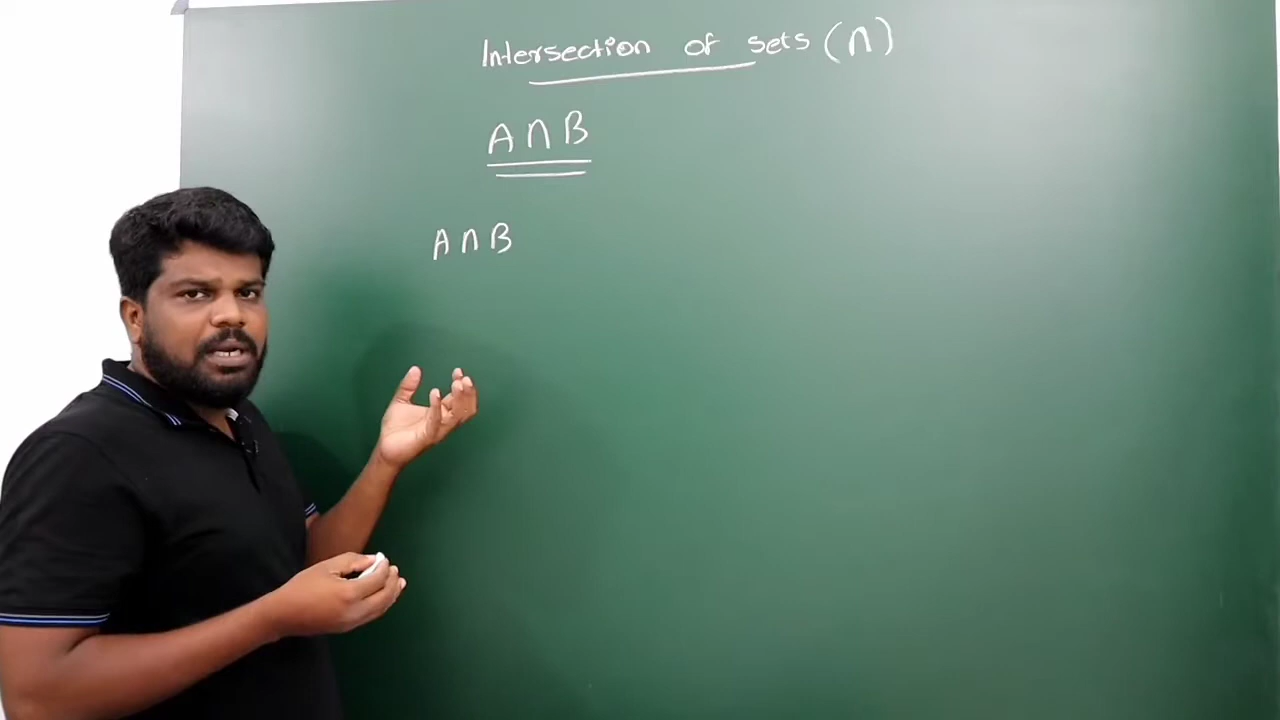 Intersection of sets (∩)
A ∩ B
A ∩ B